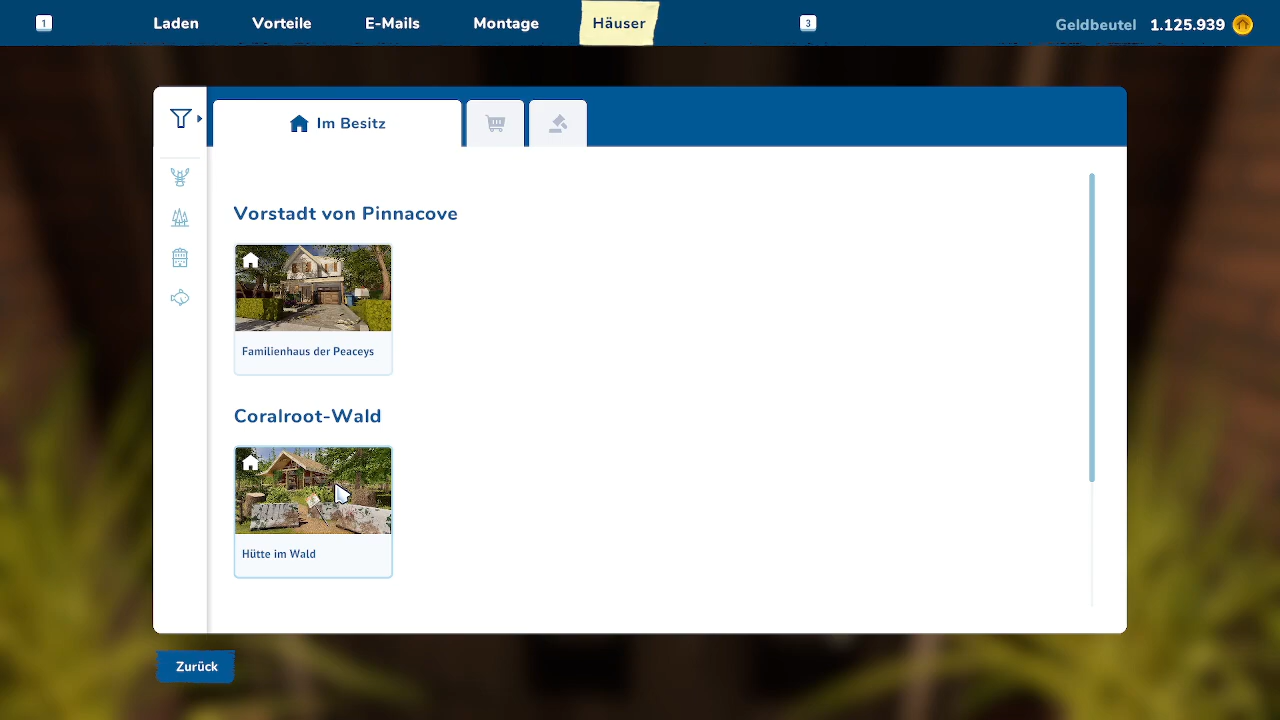 1
Laden
Vorteile
E-Mails
Montage
Häuser
3
Geldbeutel 1.125.939
Im Besitz
Vorstadt von Pinnacove
Familienhaus der Peaceys
Coralroot-Wald
Hütte im Wald
Zurück